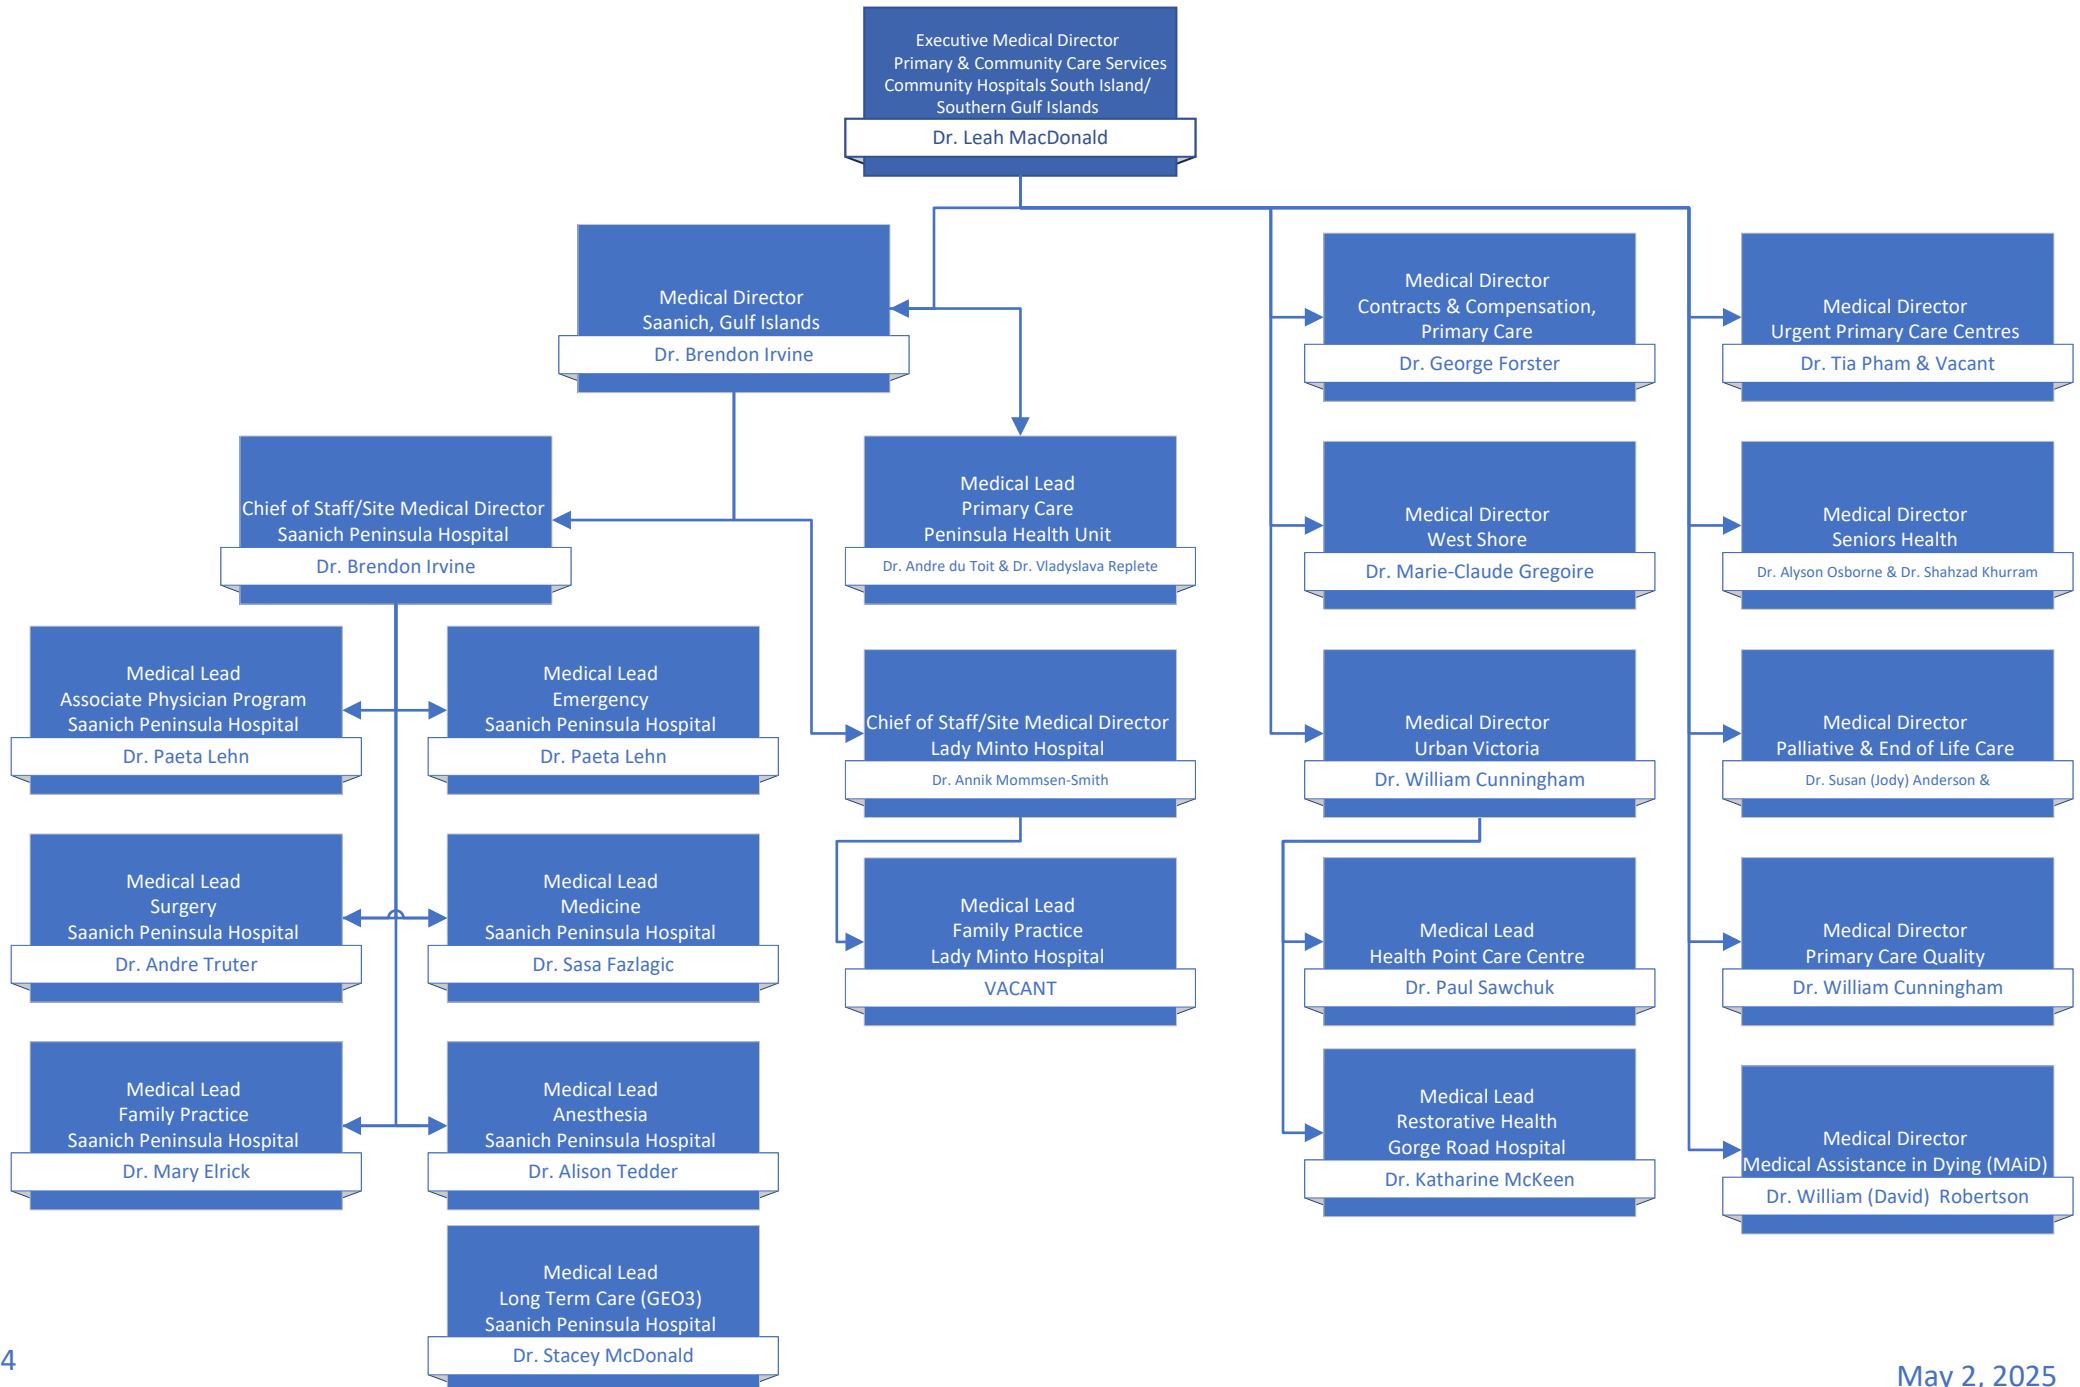 Executive Medical Director
Primary & Community Care Services
Community Hospitals South Island/
Southern Gulf Islands
Dr. Leah MacDonald
Medical Director
Saanich, Gulf Islands
Dr. Brendon Irvine
Medical Director
Contracts & Compensation,
Primary Care
Dr. George Forster
Medical Director
Urgent Primary Care Centres
Dr. Tia Pham & Vacant
Chief of Staff/Site Medical Director
Saanich Peninsula Hospital
Dr. Brendon Irvine
Medical Lead
Primary Care
Peninsula Health Unit
Dr. Andre du Toit & Dr. Vladyslava Replete
Medical Director
West Shore
Dr. Marie-Claude Gregoire
Medical Director
Seniors Health
Dr. Alyson Osborne & Dr. Shahzad Khurram
Medical Lead
Associate Physician Program
Saanich Peninsula Hospital
Dr. Paeta Lehn
Medical Lead
Emergency
Saanich Peninsula Hospital
Dr. Paeta Lehn
Chief of Staff/Site Medical Director
Lady Minto Hospital
Dr. Annik Mommsen-Smith
Medical Director
Urban Victoria
Dr. William Cunningham
Medical Director
Palliative & End of Life Care
Dr. Susan (Jody) Anderson &
Medical Lead
Surgery
Saanich Peninsula Hospital
Dr. Andre Truter
Medical Lead
Medicine
Saanich Peninsula Hospital
Dr. Sasa Fazlagic
Medical Lead
Family Practice
Lady Minto Hospital
VACANT
Medical Lead
Health Point Care Centre
Dr. Paul Sawchuk
Medical Director
Primary Care Quality
Dr. William Cunningham
Medical Lead
Family Practice
Saanich Peninsula Hospital
Dr. Mary Elrick
Medical Lead
Anesthesia
Saanich Peninsula Hospital
Dr. Alison Tedder
Medical Lead
Restorative Health
Gorge Road Hospital
Dr. Katharine McKeen
Medical Director
Medical Assistance in Dying (MAiD)
Dr. William (David) Robertson
Medical Lead
Long Term Care (GEO3)
Saanich Peninsula Hospital
Dr. Stacey McDonald
4
May 2, 2025